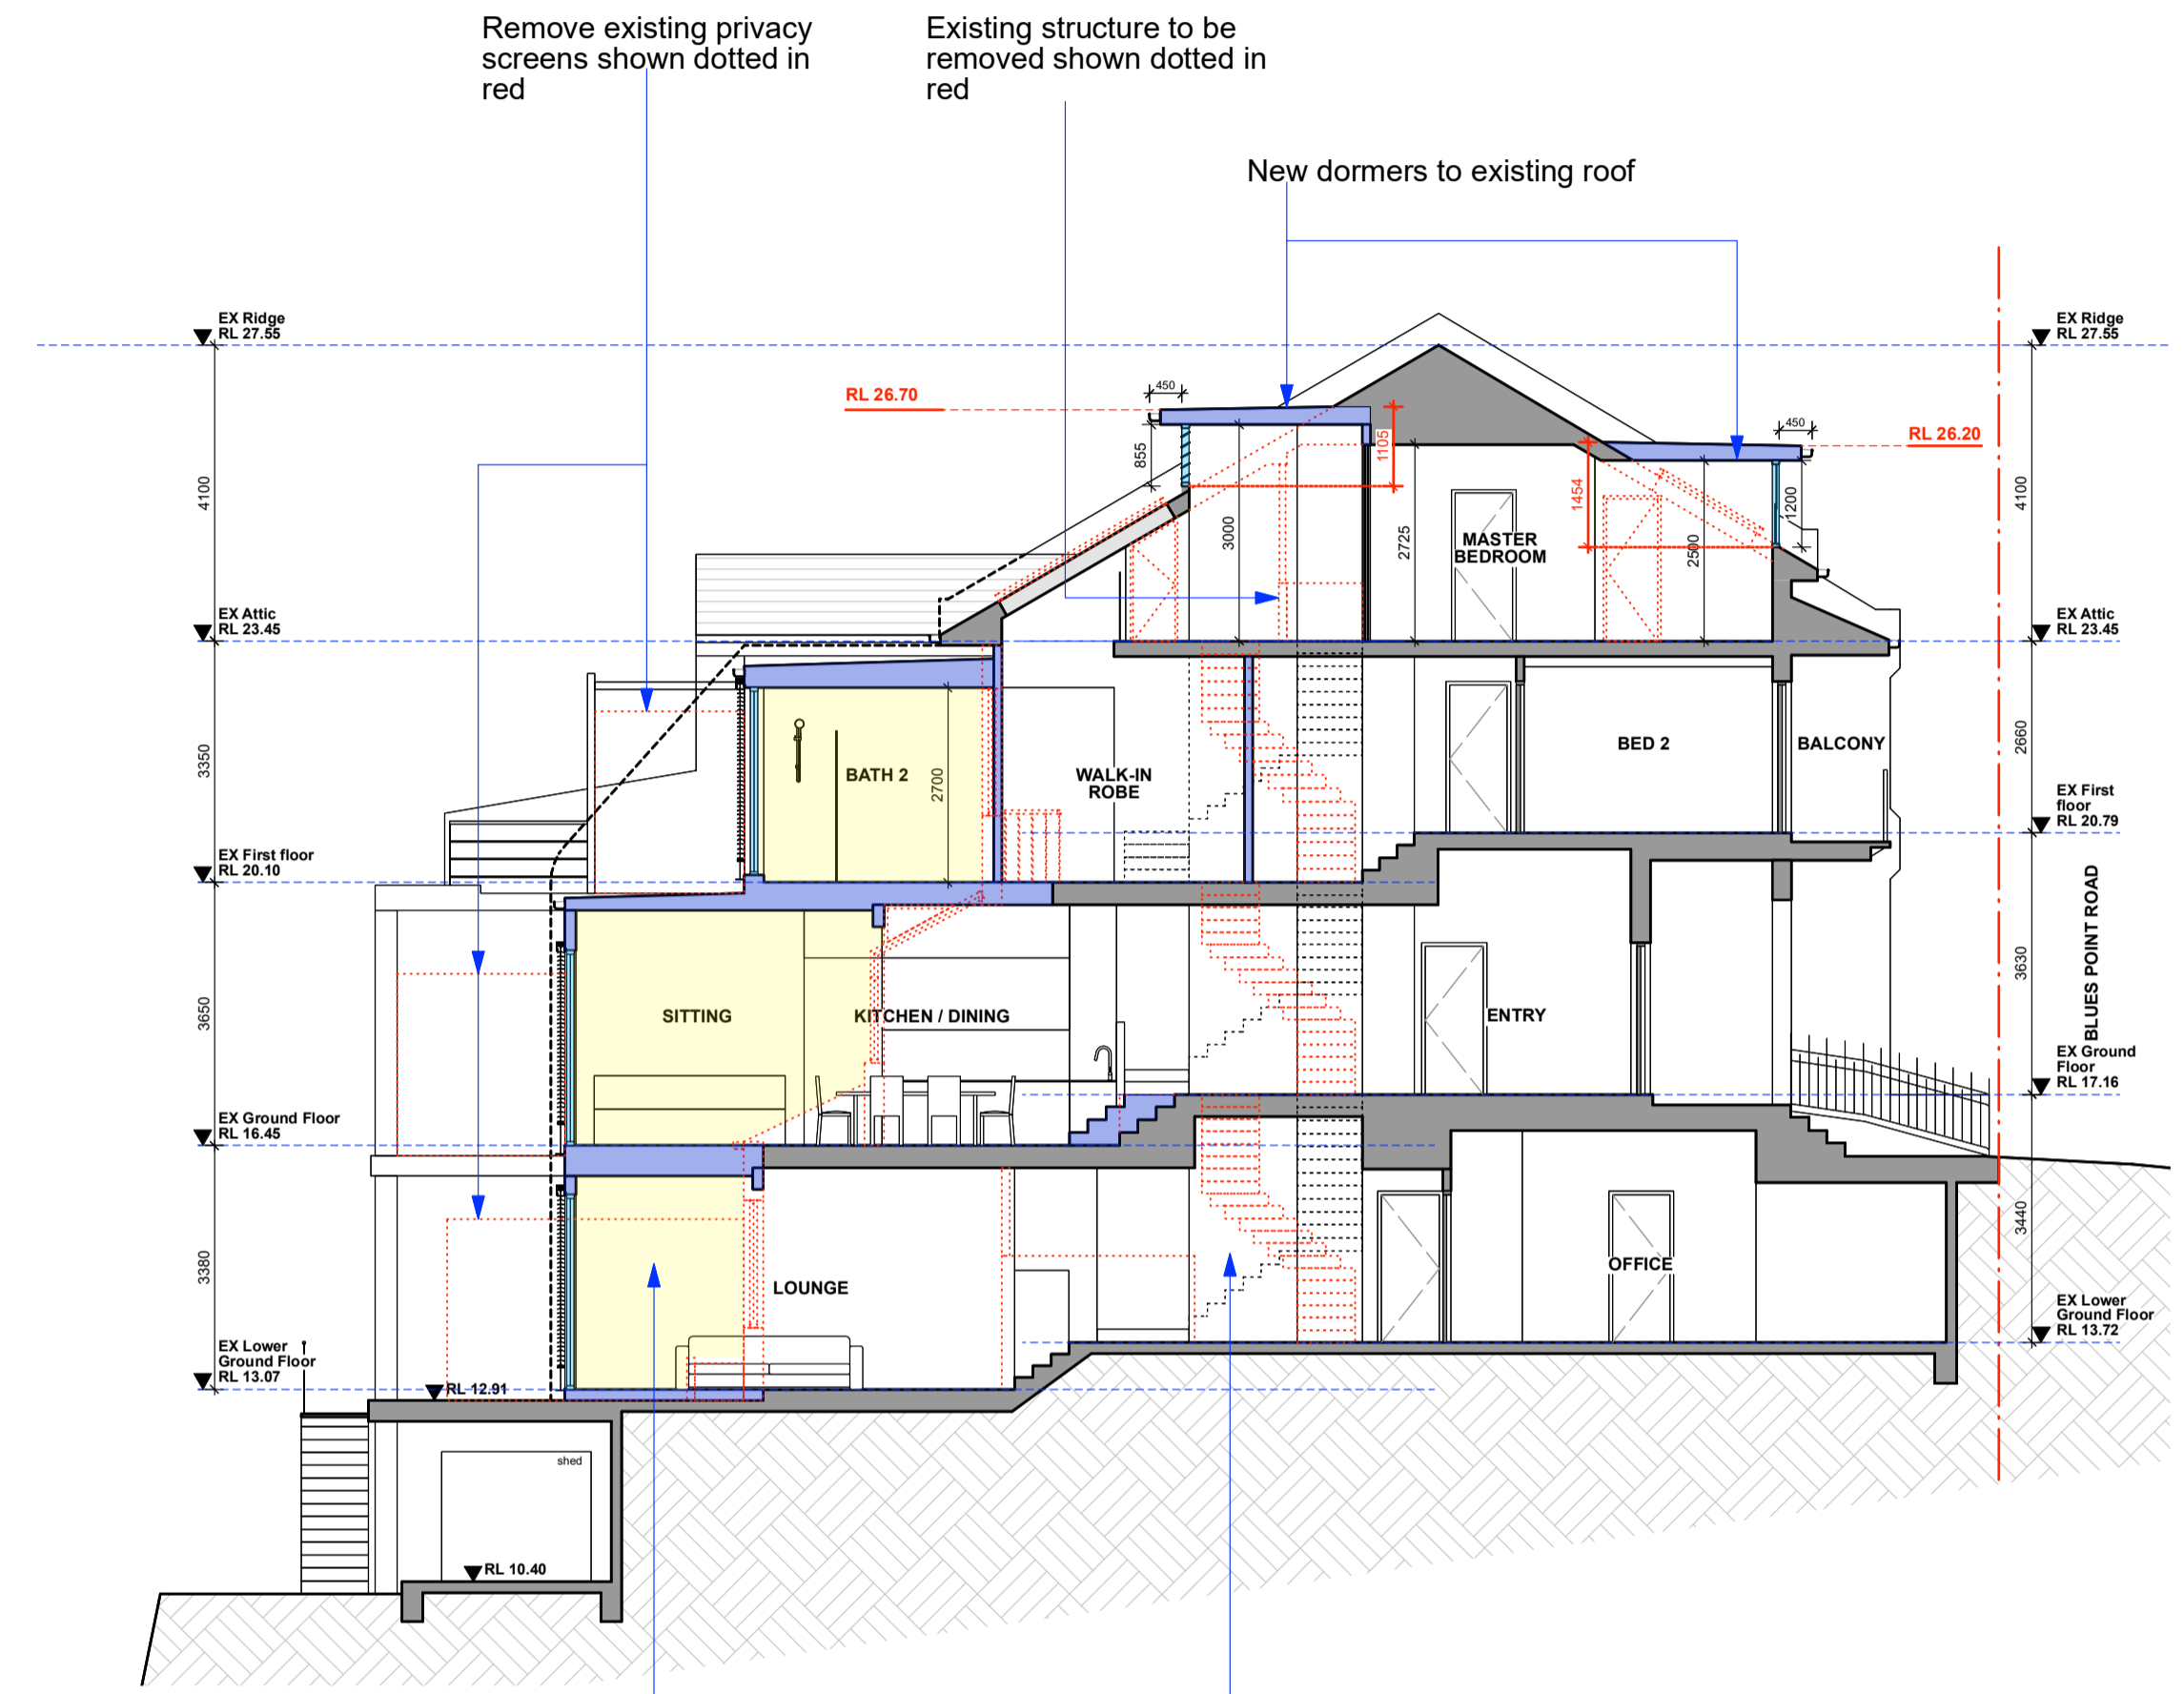 Remove existing privacy
screens shown dotted in
red
Existing structure to be
removed shown dotted in
red
New dormers to existing roof
EX Ridge
RL 27.55
EX Ridge
RL 27.55
450
RL 26.70
450
RL 26.20
855
1105
1454
1200
4100
3000
2725
2500
4100
MASTER
BEDROOM
EX Attic
RL 23.45
EX Attic
RL 23.45
3350
BATH 2
2700
WALK-IN
ROBE
BED 2
BALCONY
2660
EX First
floor
RL 20.79
EX First floor
RL 20.10
3650
SITTING
KITCHEN / DINING
ENTRY
3630
BLUES POINT ROAD
EX Ground
Floor
RL 17.16
EX Ground Floor
RL 16.45
3380
LOUNGE
OFFICE
3440
EX Lower
Ground Floor
RL 13.72
EX Lower
Ground Floor
RL 13.07
RL 12.91
shed
RL 10.40